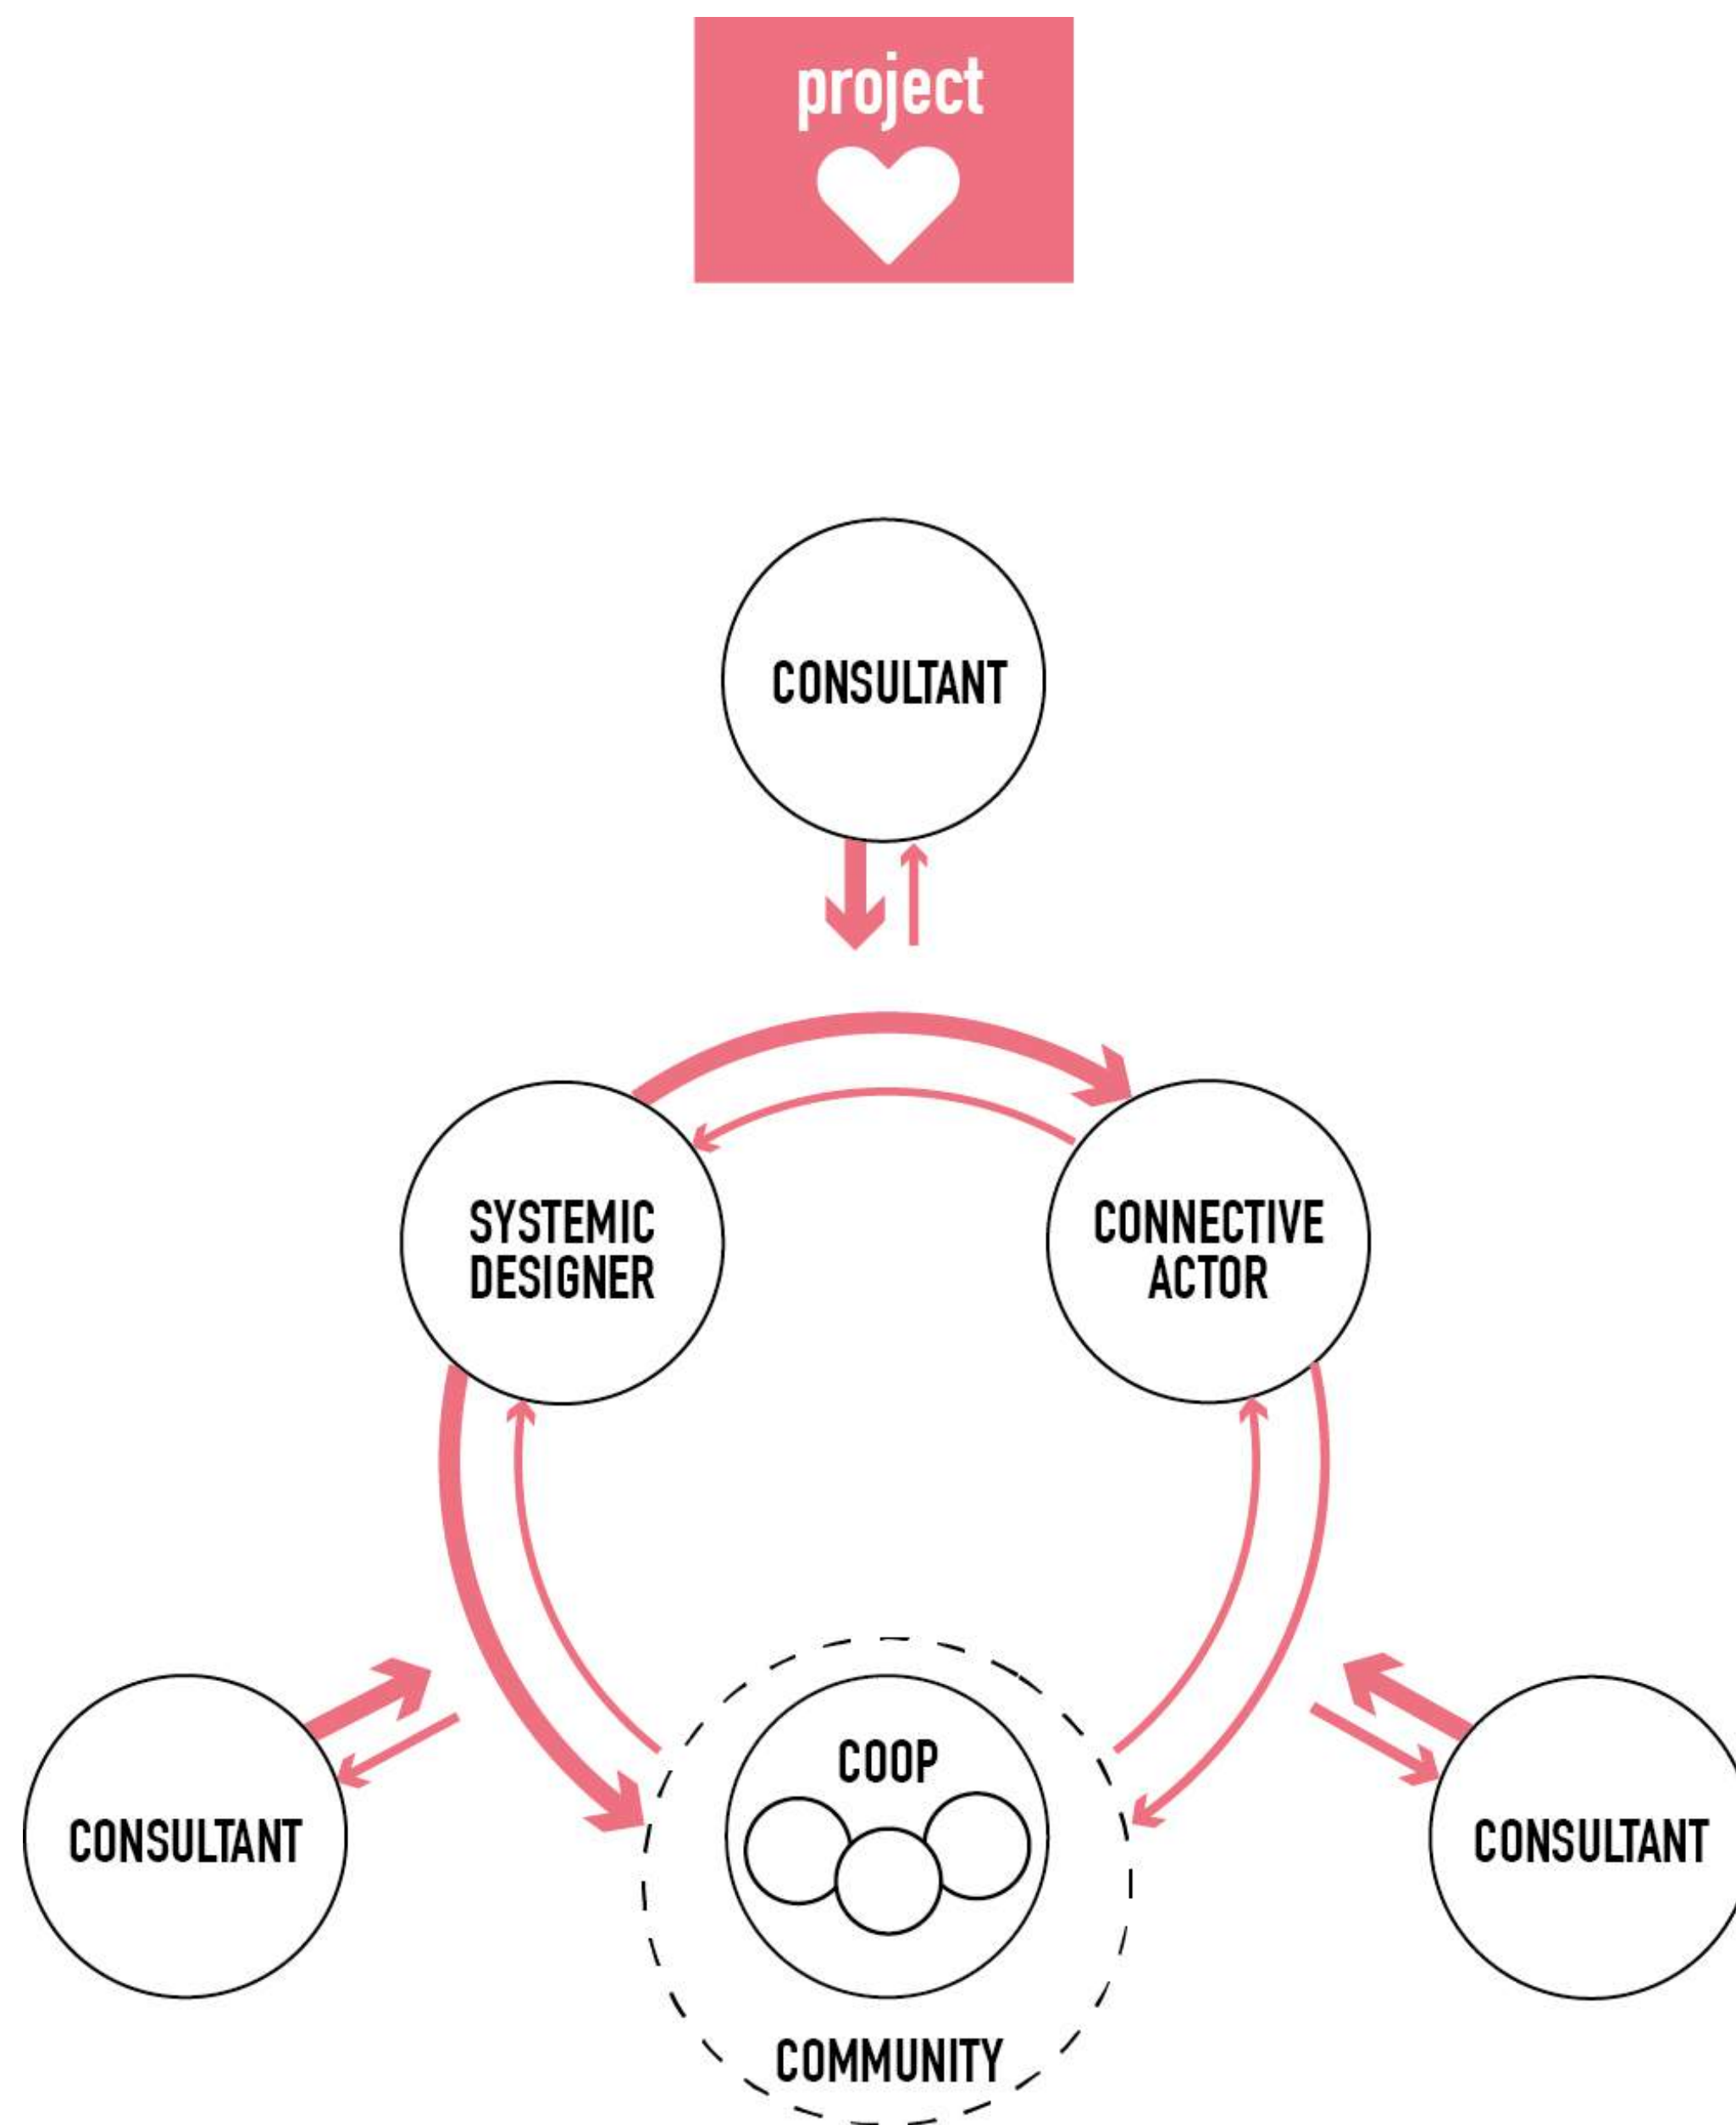 project
CONSULTANT
SYSTEMIC
DESIGNER
CONNECTIVE
ACTOR
CONSULTANT
COOP
CONSULTANT
COMMUNITY